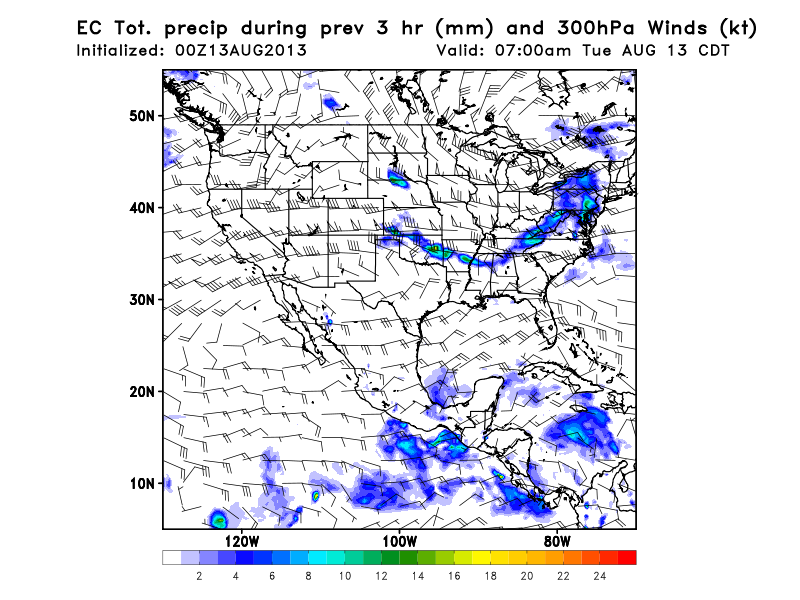 EC Tot. precip during prev 3 hr (mm) and 300hPa Winds (kt)
Initialized: 00Z13AUG2013 Valid: 07:00am Tue AUG 13 CDT
50N
40N
30N
20N
10N
120W 100W 80W
2 4 6 8 10 12 14 16 18 20 22 24